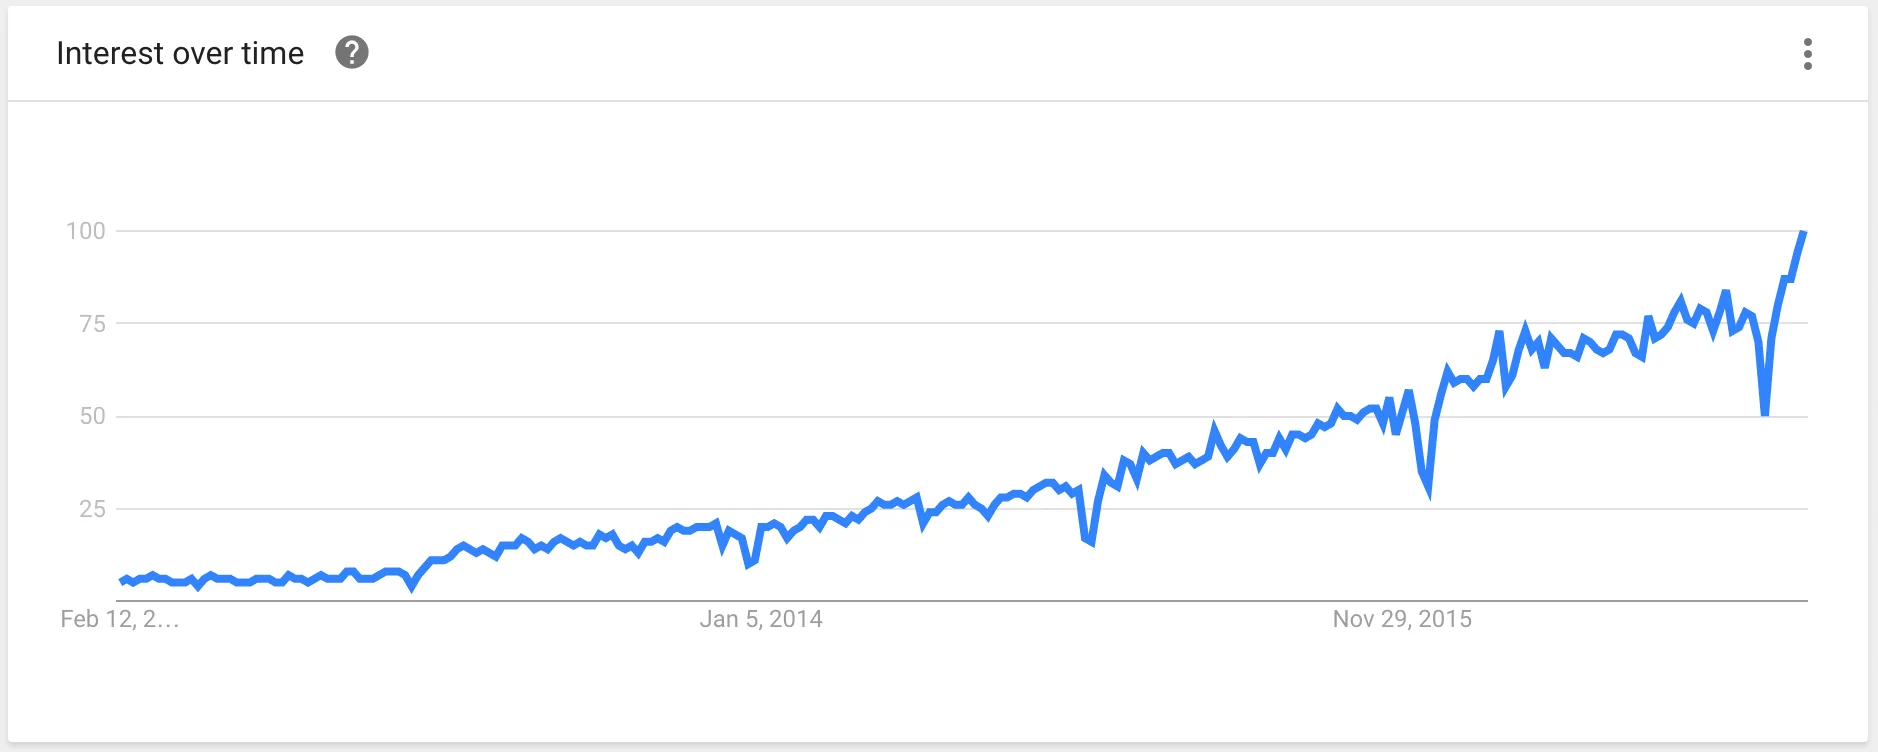 Interest over time ?
100
75
50
25
Feb 12, 2…
Jan 5, 2014
Nov 29, 2015